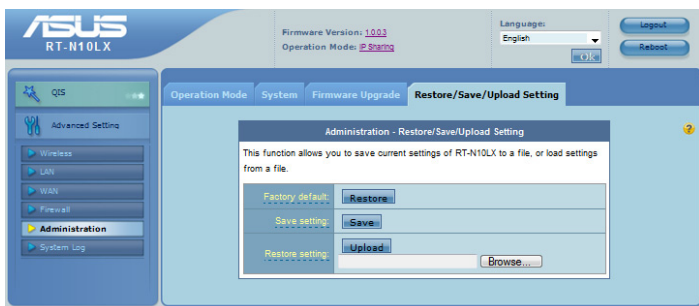 ASUS
RT-N10LX
Firmware Version: 1.0.0.3
Operation Mode: IP Sharing
Language:
English
OK
Logout
Reboot
QIS
Advanced Setting
Wireless
LAN
WAN
Firewall
Administration
System Log
Operation Mode System Firmware Upgrade Restore/Save/Upload Setting
Administration - Restore/Save/Upload Setting
This function allows you to save current settings of RT-N10LX to a file, or load settings
from a file.
Factory default: Restore
Save setting: Save
Restore setting: Upload
Browse...
?